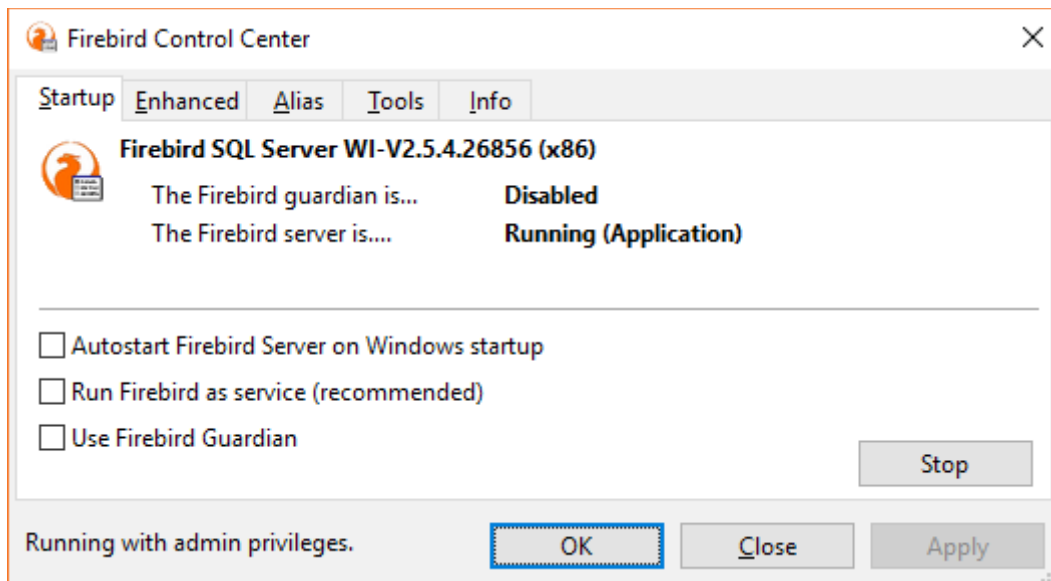 Firebird Control Center
Startup Enhanced Alias Tools Info
Firebird SQL Server WI-V2.5.4.26856 (x86)
The Firebird guardian is... Disabled
The Firebird server is.... Running (Application)
Autostart Firebird Server on Windows startup
Run Firebird as service (recommended)
Use Firebird Guardian
Stop
Running with admin privileges. OK Close Apply